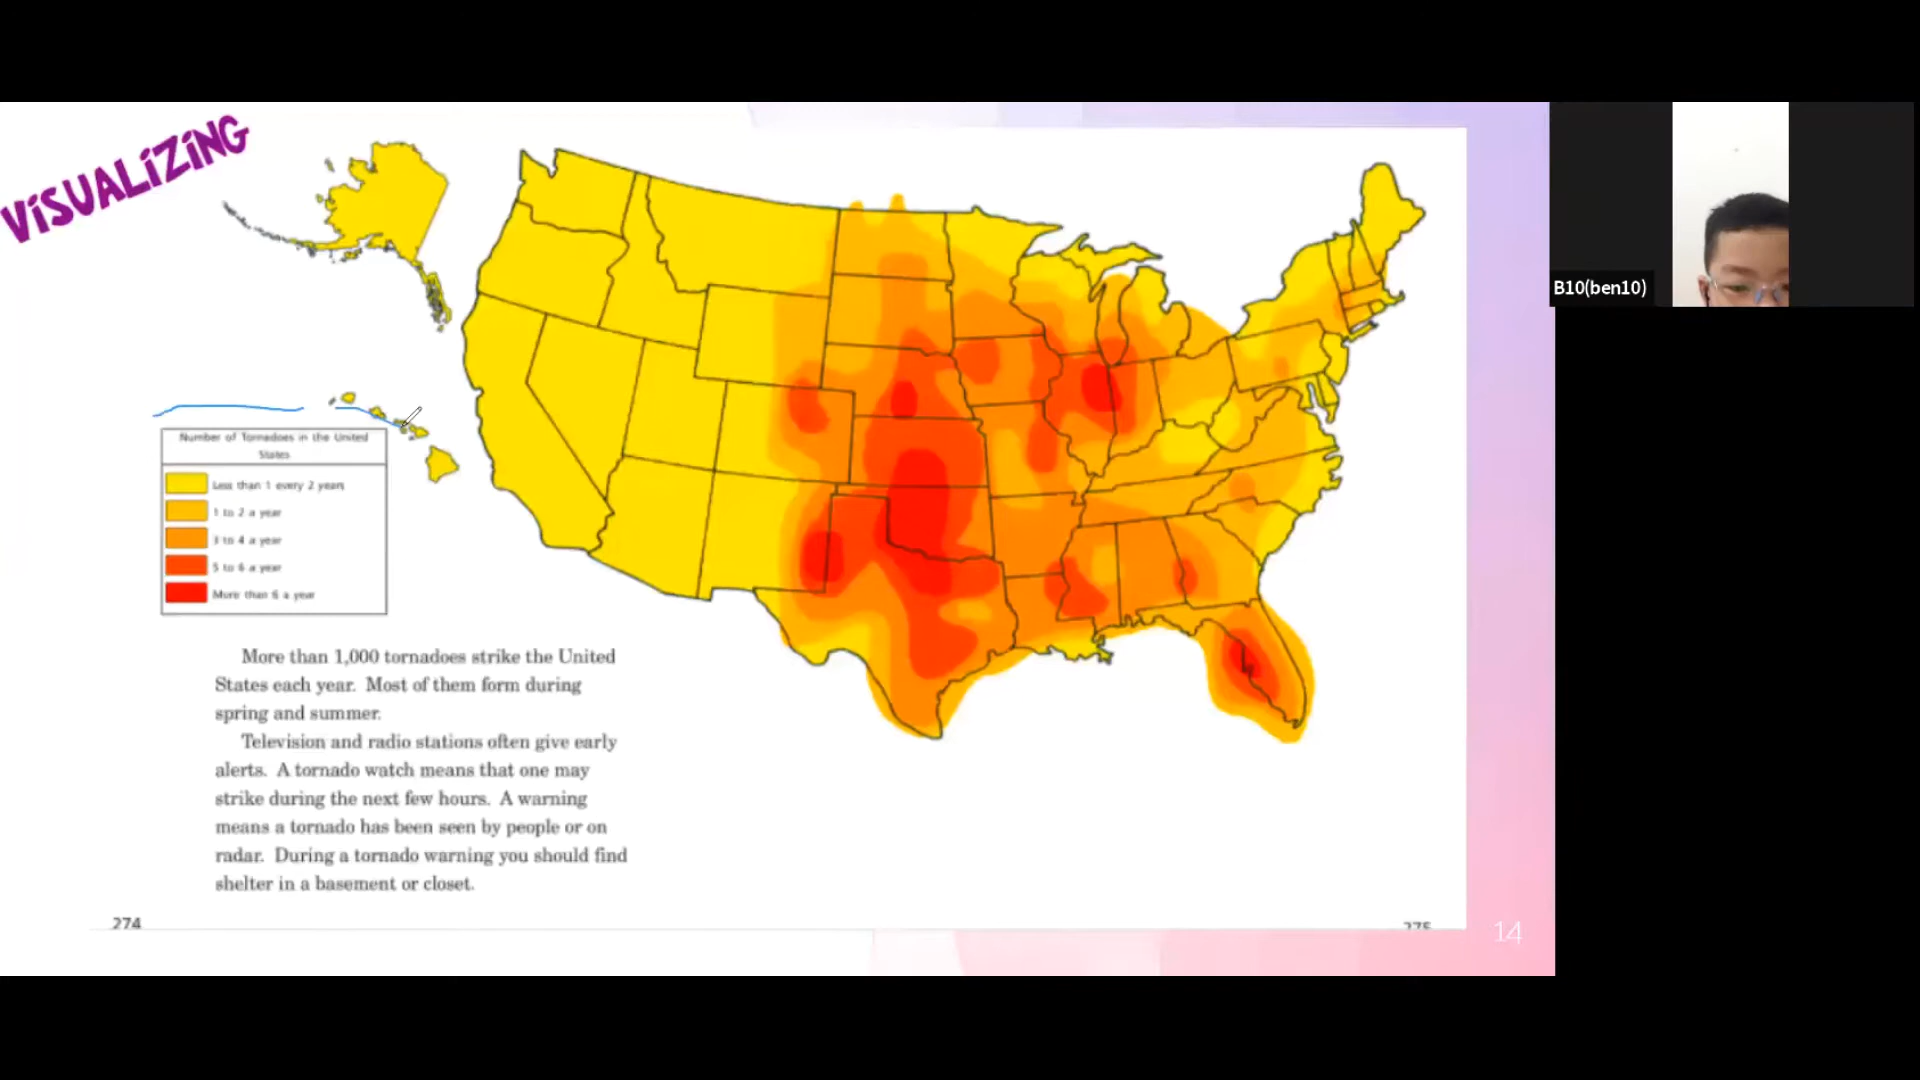 VISUALIZING
B10(ben10)
Number of Tornadoes in the United
States
Less than 1 every 2 years
1 to 2 a year
3 to 4 a year
5 to 6 a year
More than 6 a year
More than 1,000 tornadoes strike the United
States each year. Most of them form during
spring and summer.
Television and radio stations often give early
alerts. A tornado watch means that one may
strike during the next few hours. A warning
means a tornado has been seen by people or on
radar. During a tornado warning you should find
shelter in a basement or closet.
274
275
14